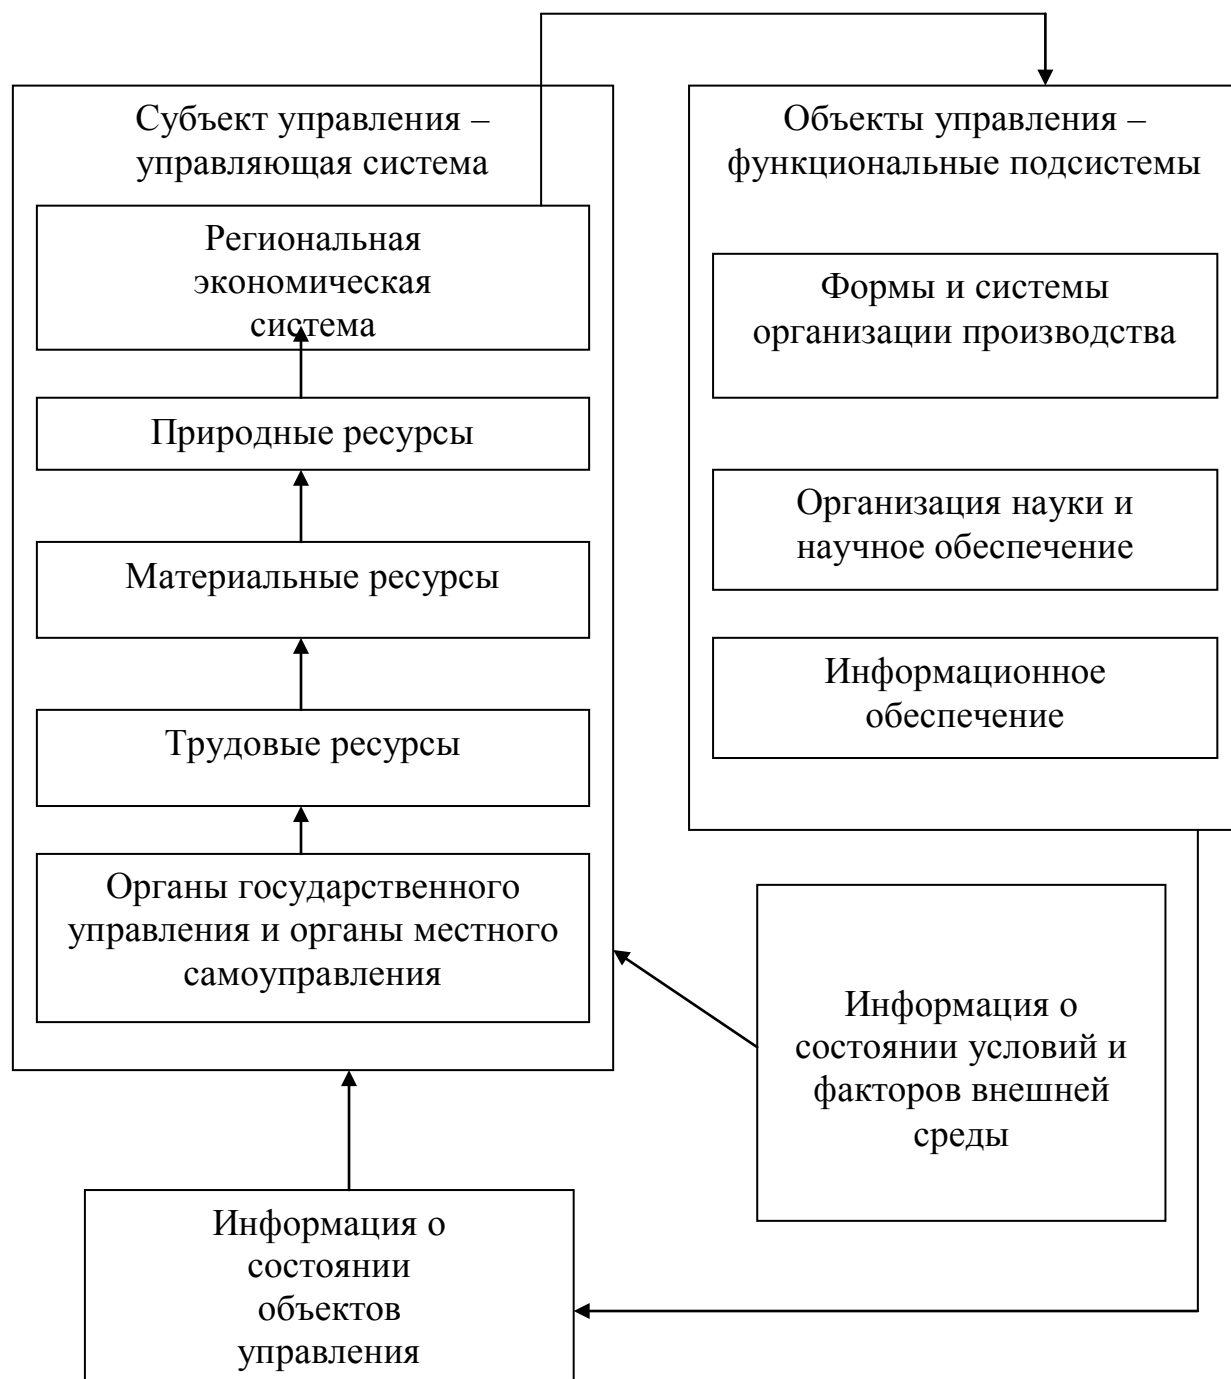 Субъект управления –
управляющая система
Региональная
экономическая
система
Природные ресурсы
Материальные ресурсы
Трудовые ресурсы
Органы государственного
управления и органы местного
самоуправления
Объекты управления –
функциональные подсистемы
Формы и системы
организации производства
Организация науки и
научное обеспечение
Информационное
обеспечение
Информация о
состоянии условий и
факторов внешней
среды
Информация о
состоянии
объектов
управления